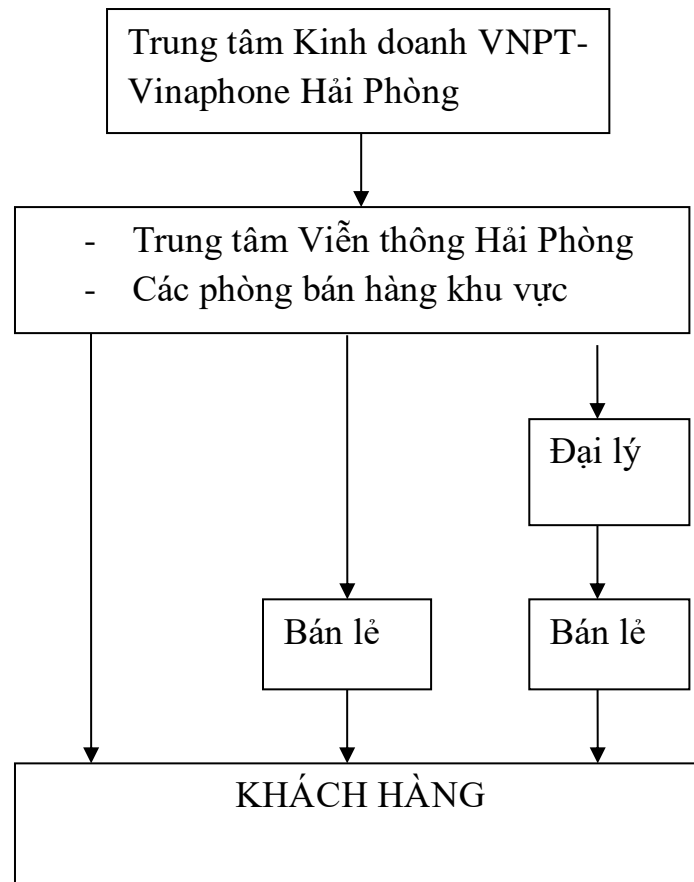 Trung tâm Kinh doanh VNPT-
Vinaphone Hải Phòng
- Trung tâm Viễn thông Hải Phòng
- Các phòng bán hàng khu vực
Đại lý
Bán lẻ
Bán lẻ
KHÁCH HÀNG